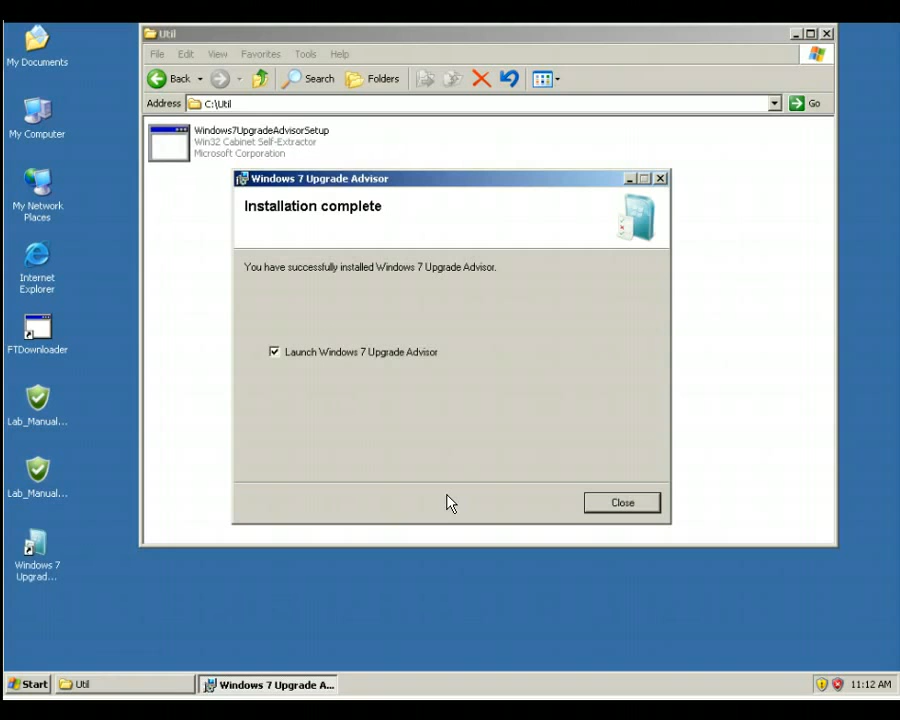 My Documents
My Computer
My Network
Places
Internet
Explorer
FTDownloader
Lab_Manual...
Lab_Manual...
Windows 7
Upgrad...
Util
File Edit View Favorites Tools Help
Back Search Folders
Address C:\Util Go
Windows7UpgradeAdvisorSetup
Win32 Cabinet Self-Extractor
Microsoft Corporation
Windows 7 Upgrade Advisor
Installation complete
You have successfully installed Windows 7 Upgrade Advisor.
Launch Windows 7 Upgrade Advisor
Close
Start Util Windows 7 Upgrade A... 11:12 AM